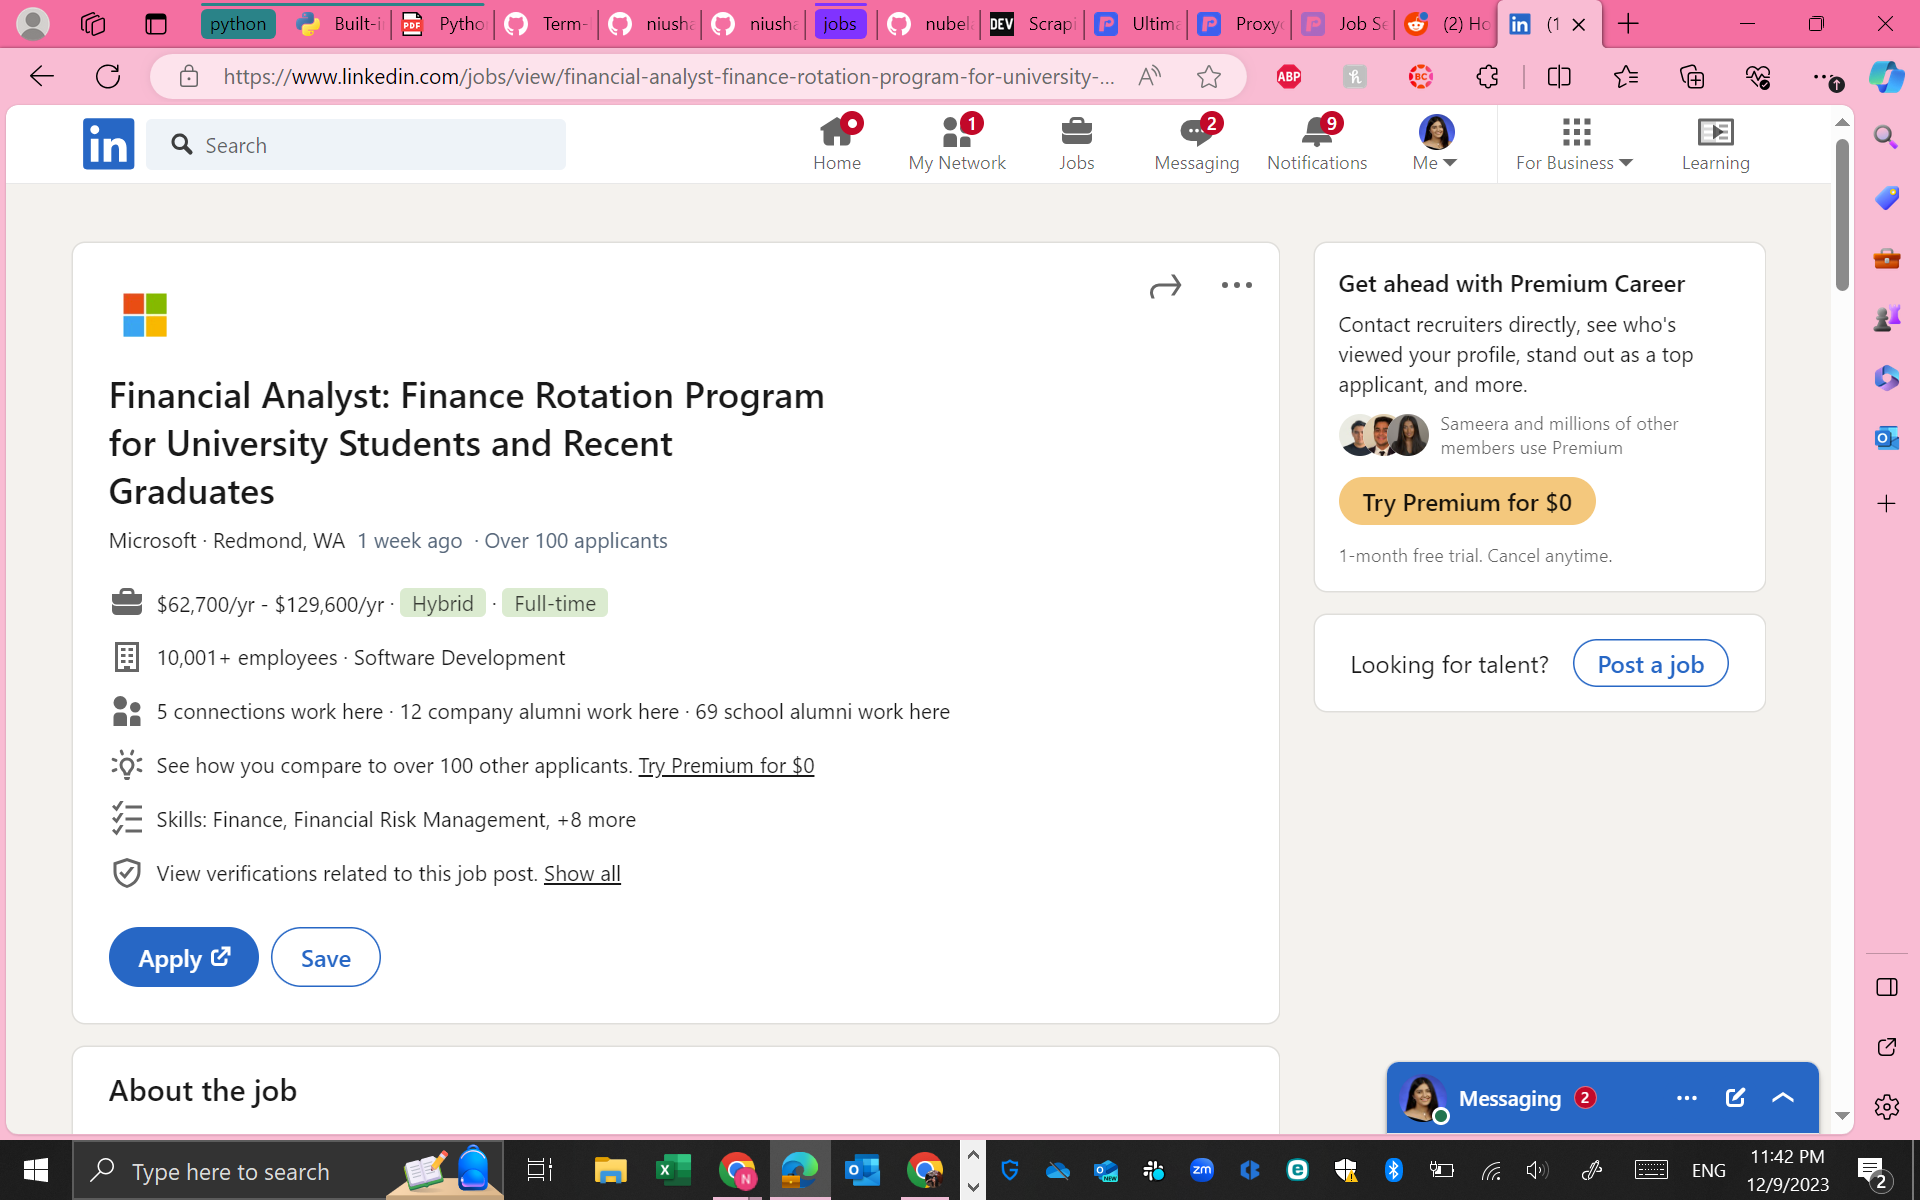 python
Built-i
Pytho
Term-
niusha
niusha
jobs
nubela
DEV
Scrapi
Ultima
Proxyc
Job Se
(2) Ho
(1
https://www.linkedin.com/jobs/view/financial-analyst-finance-rotation-program-for-university-...
ABP
BC
in
Search
Home
1
My Network
Jobs
2
Messaging
9
Notifications
Me
For Business
Learning
Financial Analyst: Finance Rotation Program
for University Students and Recent
Graduates
Microsoft · Redmond, WA 1 week ago · Over 100 applicants
$62,700/yr - $129,600/yr · Hybrid · Full-time
10,001+ employees · Software Development
5 connections work here · 12 company alumni work here · 69 school alumni work here
See how you compare to over 100 other applicants. Try Premium for $0
Skills: Finance, Financial Risk Management, +8 more
View verifications related to this job post. Show all
Apply
Save
About the job
Get ahead with Premium Career
Contact recruiters directly, see who's
viewed your profile, stand out as a top
applicant, and more.
Sameera and millions of other
members use Premium
Try Premium for $0
1-month free trial. Cancel anytime.
Looking for talent?
Post a job
Messaging 2
Type here to search
N
NEW
zm
ENG
11:42 PM
12/9/2023
2